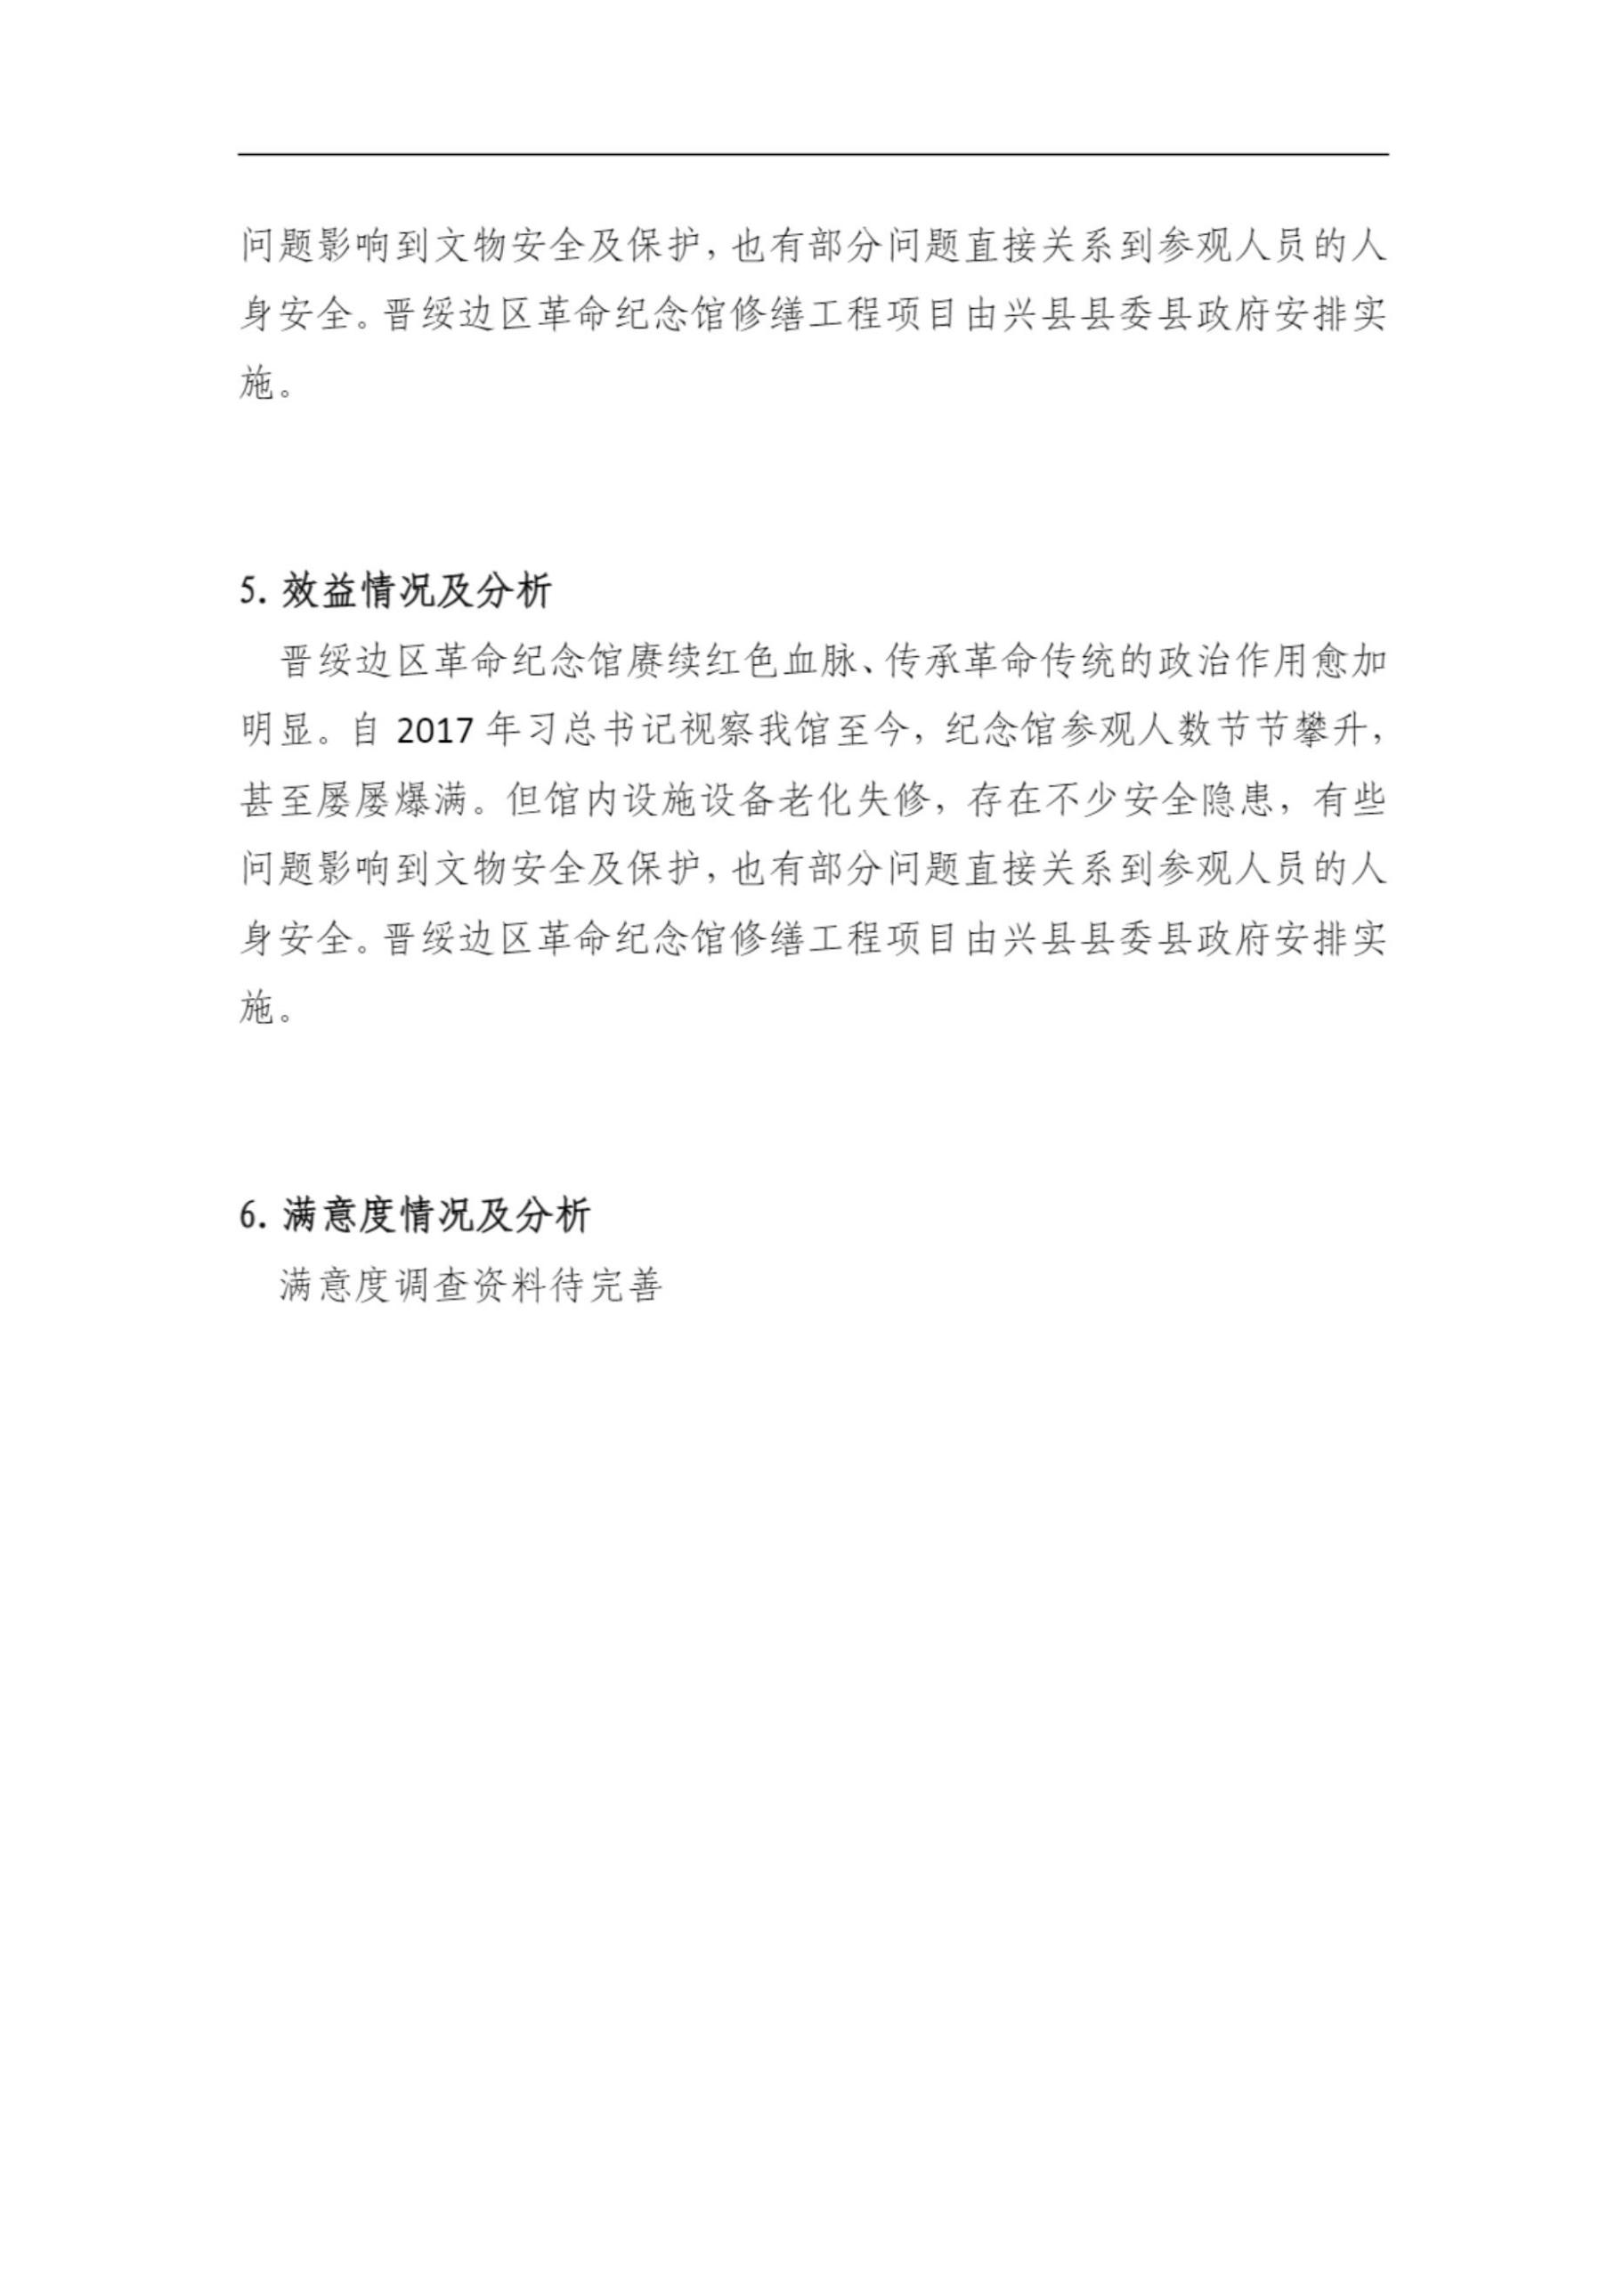 问题影响到文物安全及保护，也有部分问题直接关系到参观人员的人
身安全。晋绥边区革命纪念馆修缮工程项目由兴县县委县政府安排实
施。
5. 效益情况及分析
晋绥边区革命纪念馆赓续红色血脉、传承革命传统的政治作用愈加
明显。自 2017 年习总书记视察我馆至今，纪念馆参观人数节节攀升，
甚至屡屡爆满。但馆内设施设备老化失修，存在不少安全隐患，有些
问题影响到文物安全及保护，也有部分问题直接关系到参观人员的人
身安全。晋绥边区革命纪念馆修缮工程项目由兴县县委县政府安排实
施。
6. 满意度情况及分析
满意度调查资料待完善